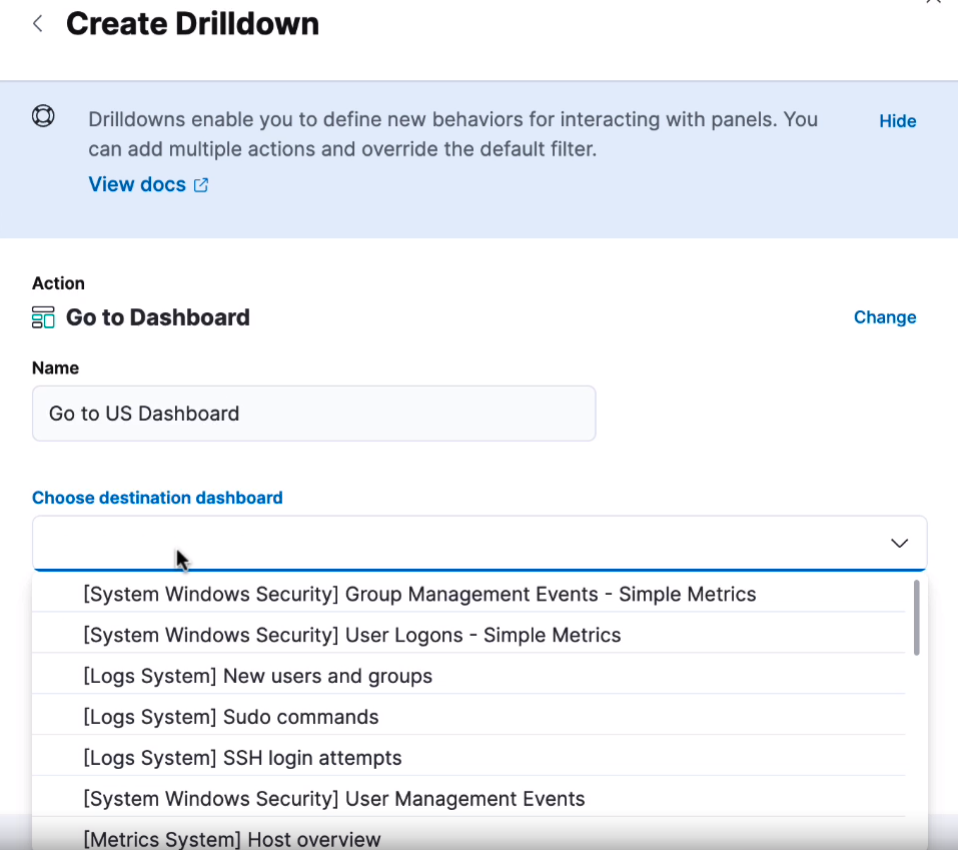 Create Drilldown
Drilldowns enable you to define new behaviors for interacting with panels. You
can add multiple actions and override the default filter.
Hide
View docs
Action
Go to Dashboard
Change
Name
Go to US Dashboard
Choose destination dashboard
[System Windows Security] Group Management Events - Simple Metrics
[System Windows Security] User Logons - Simple Metrics
[Logs System] New users and groups
[Logs System] Sudo commands
[Logs System] SSH login attempts
[System Windows Security] User Management Events
[Metrics System] Host overview